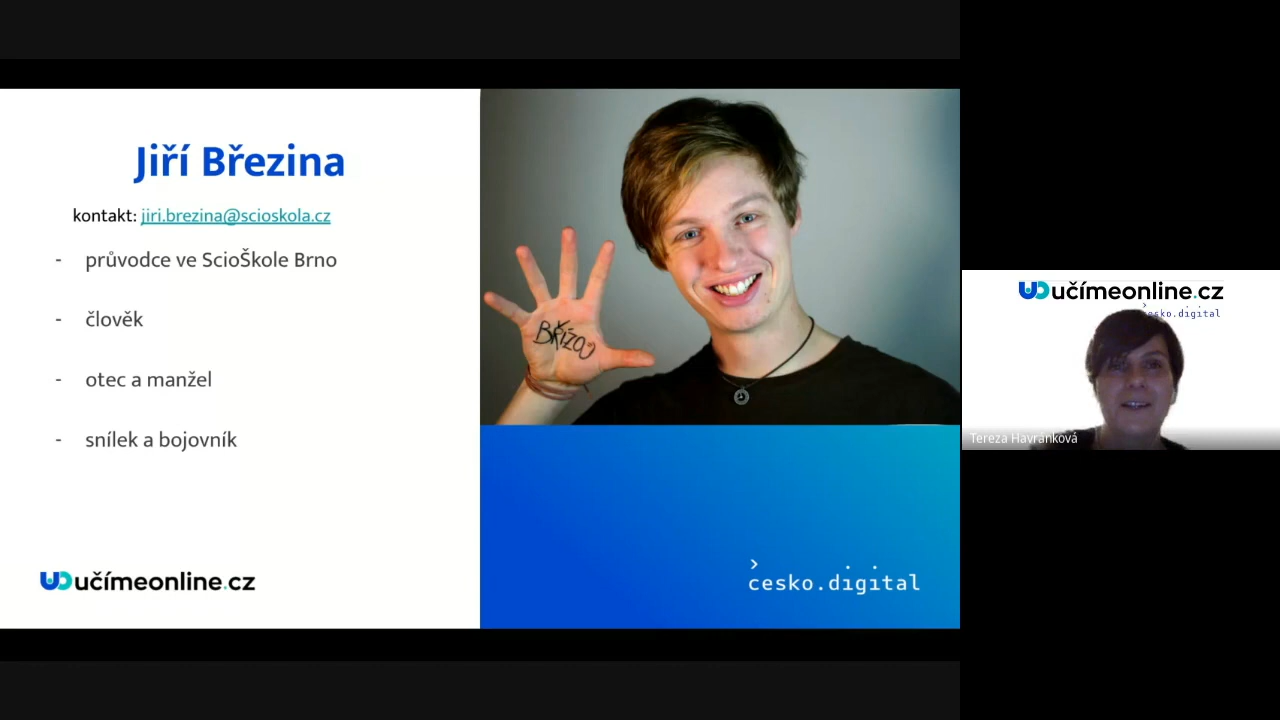 Jiří Březina
kontakt: jiri.brezina@scioskola.cz
- průvodce ve ScioŠkole Brno
- člověk
- otec a manžel
- snílek a bojovník
učímeonline.cz
BŘÍZOU
cesko.digital
učímeonline.cz
cesko.digital
Tereza Havránková